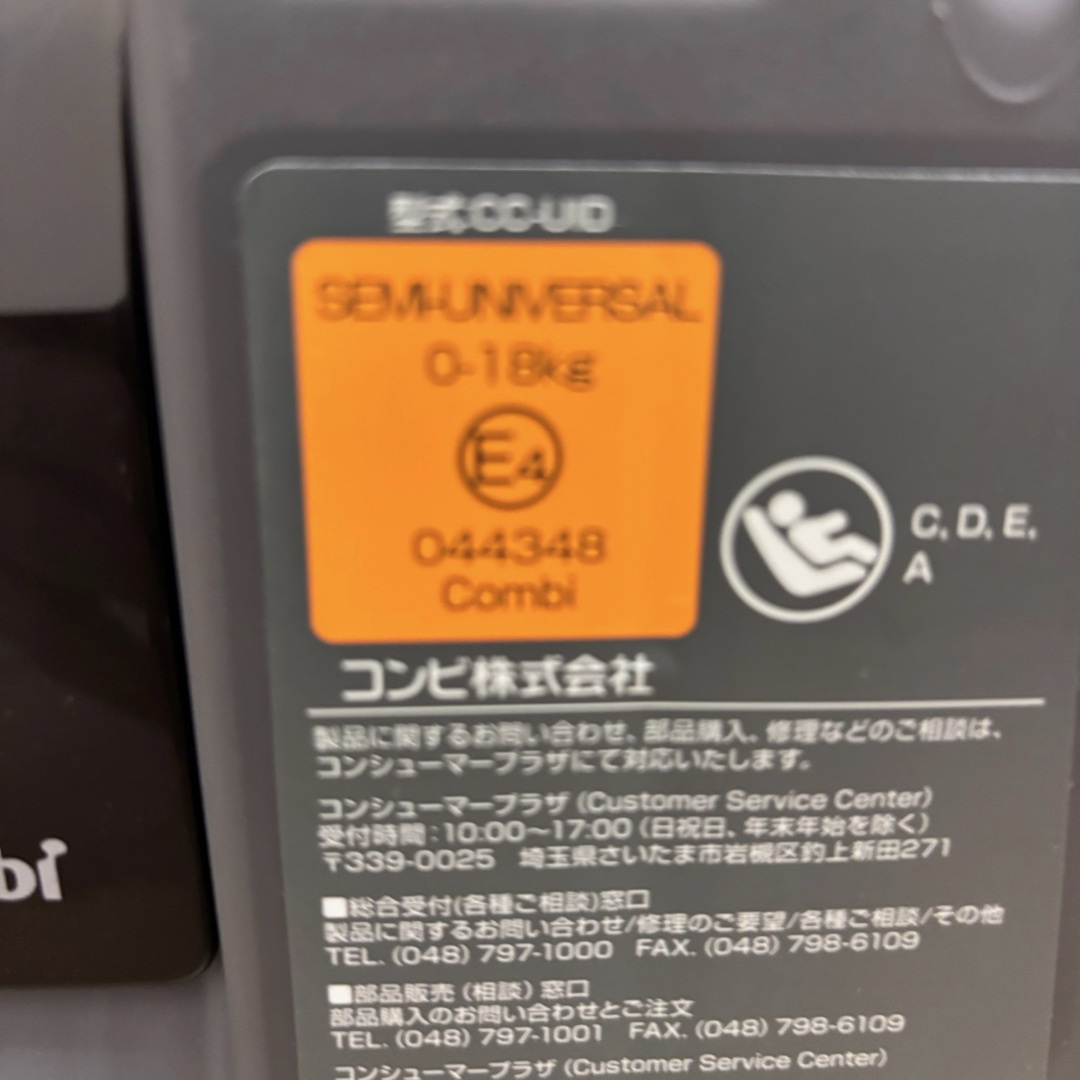 型式 CC-UID
SEMI-UNIVERSAL
0-18kg
E4
044348
Combi
C, D, E,
A
コンビ株式会社
製品に関するお問い合わせ、部品購入、修理などのご相談は、
コンシューマープラザにて対応いたします。
コンシューマープラザ (Customer Service Center)
受付時間:10:00〜17:00 (日祝日、年末年始を除く)
〒339-0025 埼玉県さいたま市岩槻区釣上新田271
■総合受付(各種ご相談)窓口
製品に関するお問い合わせ/修理のご要望/各種ご相談/その他
TEL. (048) 797-1000 FAX. (048) 798-6109
■部品販売 (相談) 窓口
部品購入のお問い合わせとご注文
TEL. (048) 797-1001 FAX. (048) 798-6109
コンシューマープラザ (Customer Service Center)
bi